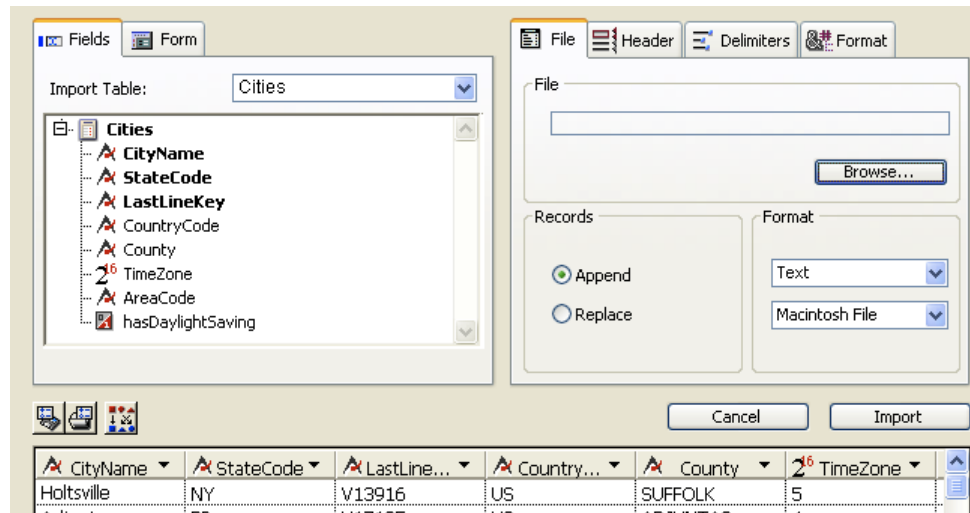 Fields Form
File Header Delimiters Format
Import Table: Cities
Cities
CityName
StateCode
LastLineKey
CountryCode
County
TimeZone
AreaCode
hasDaylightSaving
File
Browse...
Records
Append
Replace
Format
Text
Macintosh File
Cancel Import
CityName StateCode LastLine... Country... County TimeZone
Holtsville NY V13916 US SUFFOLK 5